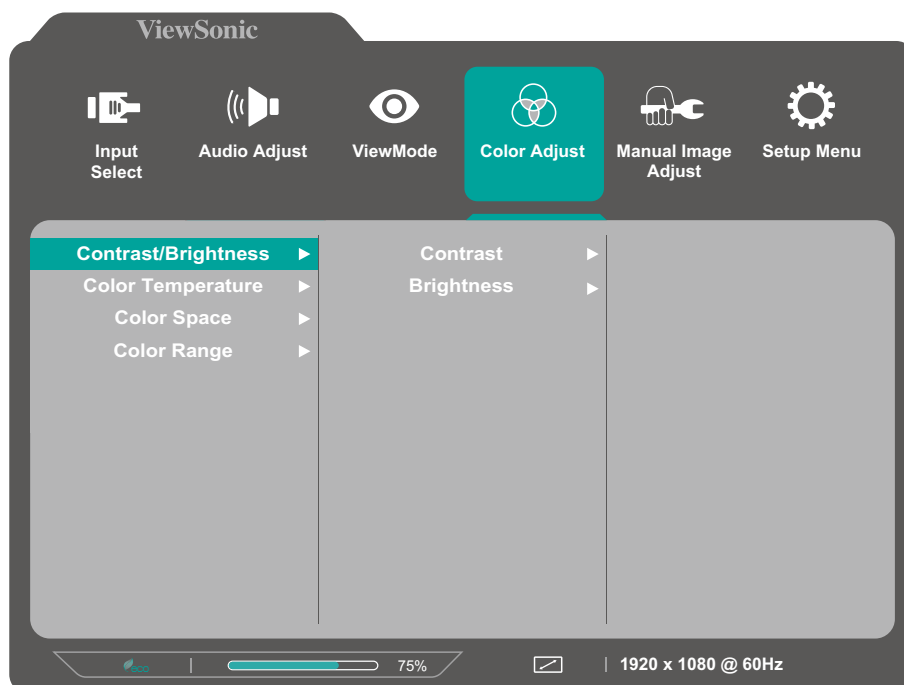 ViewSonic
Input
Select
Audio Adjust
ViewMode
Color Adjust
Manual Image
Adjust
Setup Menu
Contrast/Brightness
Contrast
Color Temperature
Brightness
Color Space
Color Range
eco
75%
1920 x 1080 @ 60Hz